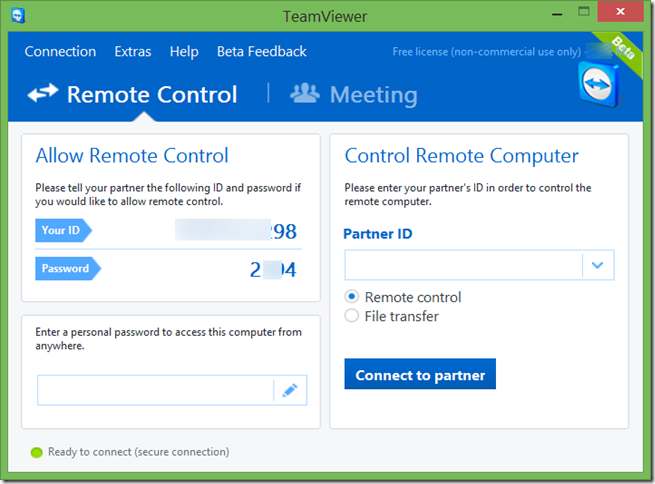 TeamViewer
Connection Extras Help Beta Feedback
Free license (non-commercial use only) -
Beta
Remote Control | Meeting
Allow Remote Control
Please tell your partner the following ID and password if
you would like to allow remote control.
Your ID 298
Password 2 04
Enter a personal password to access this computer from
anywhere.
Control Remote Computer
Please enter your partner's ID in order to control the
remote computer.
Partner ID
Remote control
File transfer
Connect to partner
Ready to connect (secure connection)